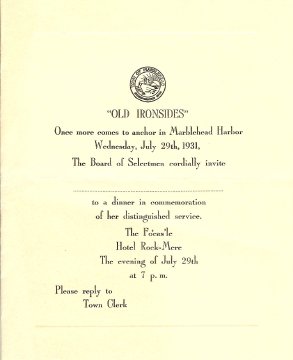 "OLD IRONSIDES"
Once more comes to anchor in Marblehead Harbor
Wednesday, July 29th, 1931,
The Board of Selectmen cordially invite
to a dinner in commemoration
of her distinguished service.
The Fo'cas'le
Hotel Rock-Mere
The evening of July 29th
at 7 p. m.
Please reply to
Town Clerk